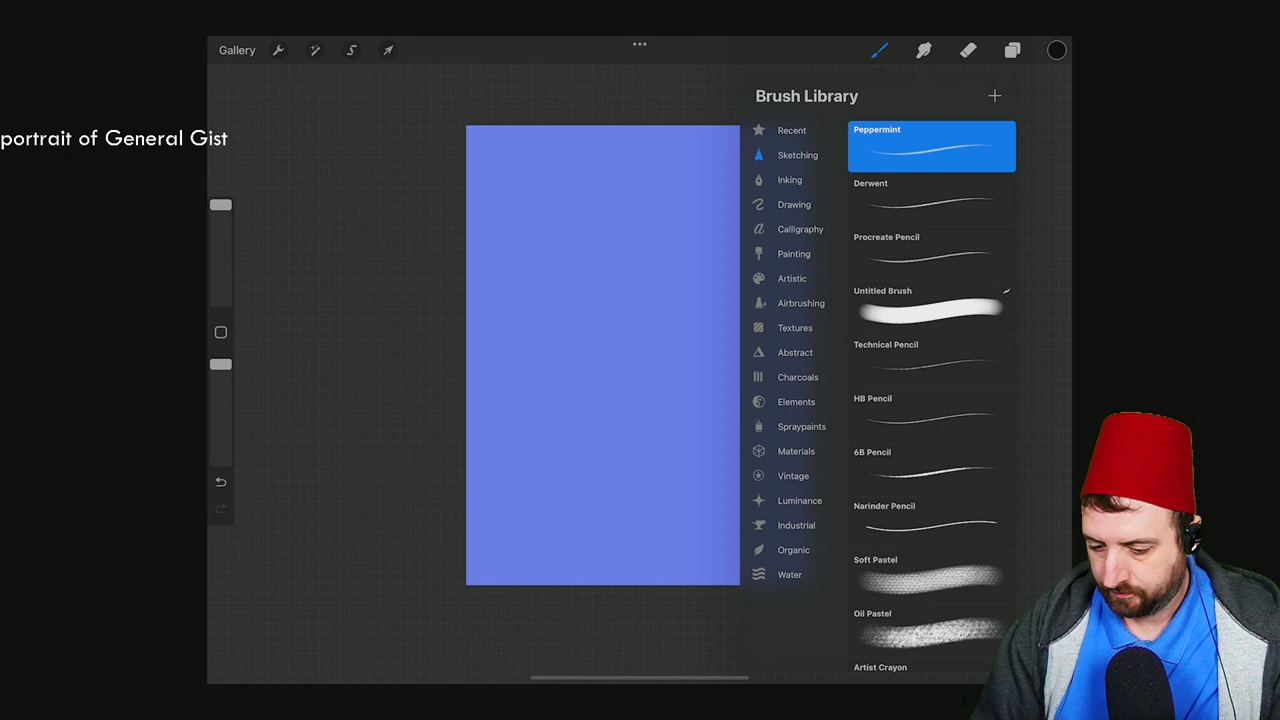 Gallery
portrait of General Gist
Brush Library
Recent
Sketching
Inking
Drawing
Calligraphy
Painting
Artistic
Airbrushing
Textures
Abstract
Charcoals
Elements
Spraypaints
Materials
Vintage
Luminance
Industrial
Organic
Water
Peppermint
Derwent
Procreate Pencil
Untitled Brush
Technical Pencil
HB Pencil
6B Pencil
Narinder Pencil
Soft Pastel
Oil Pastel
Artist Crayon